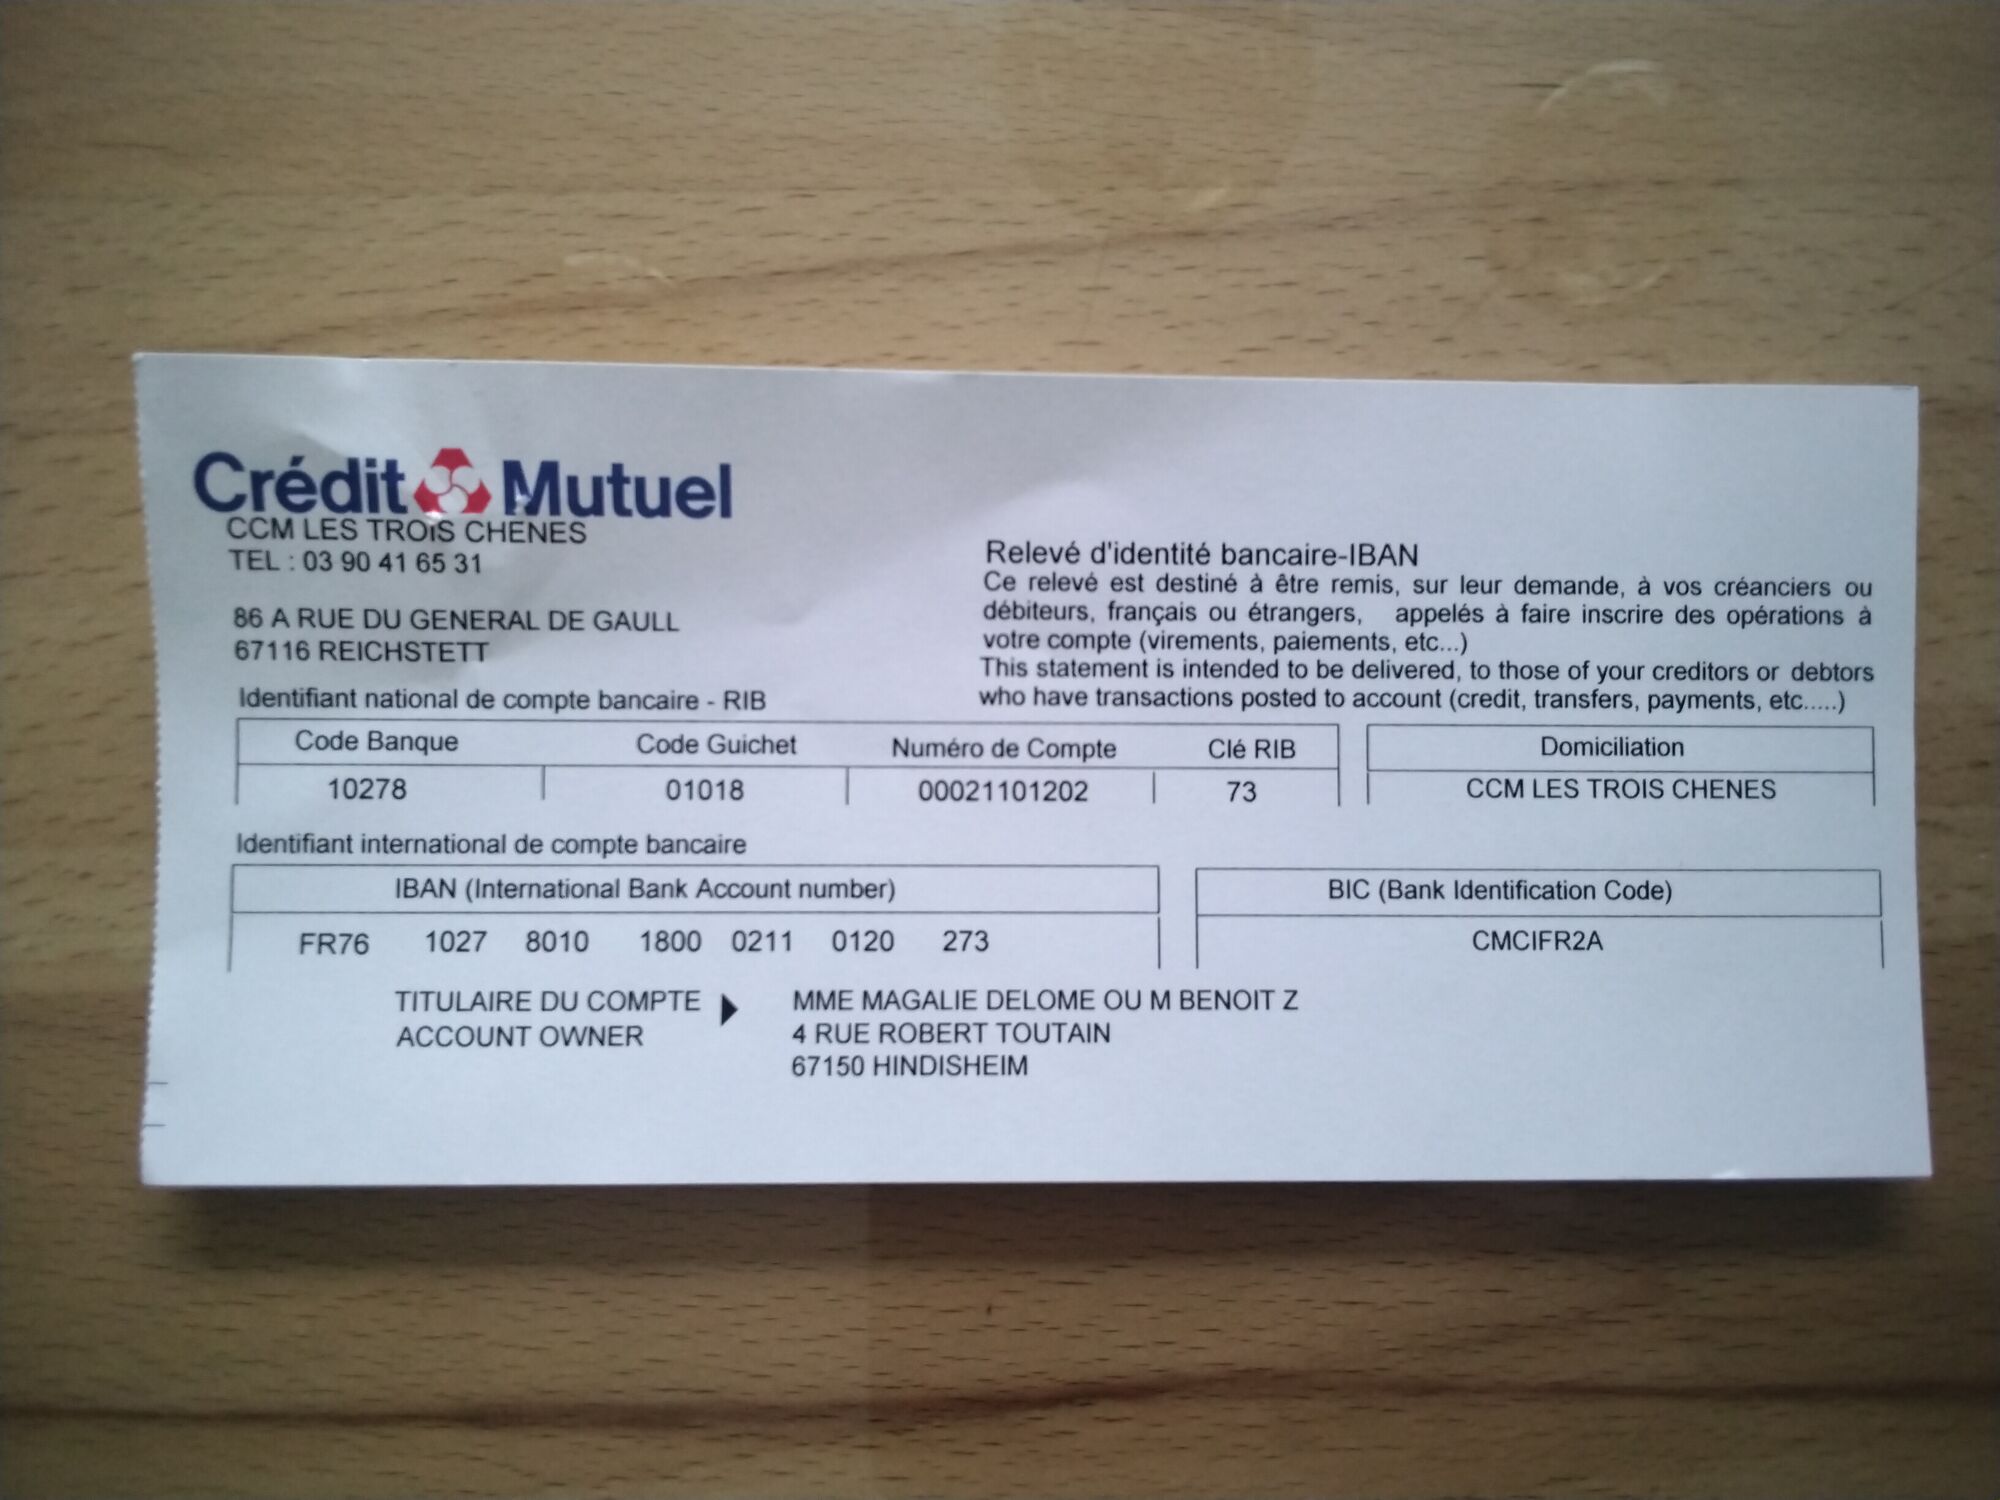 Crédit Mutuel
CCM LES TROIS CHENES
TEL : 03 90 41 65 31
86 A RUE DU GENERAL DE GAULL
67116 REICHSTETT
Relevé d'identité bancaire-IBAN
Ce relevé est destiné à être remis, sur leur demande, à vos créanciers ou
débiteurs, français ou étrangers, appelés à faire inscrire des opérations à
votre compte (virements, paiements, etc...)
This statement is intended to be delivered, to those of your creditors or debtors
who have transactions posted to account (credit, transfers, payments, etc.....)
Identifiant national de compte bancaire - RIB
Code Banque Code Guichet Numéro de Compte Clé RIB Domiciliation
10278 01018 00021101202 73 CCM LES TROIS CHENES
Identifiant international de compte bancaire
IBAN (International Bank Account number) BIC (Bank Identification Code)
FR76 1027 8010 1800 0211 0120 273 CMCIFR2A
TITULAIRE DU COMPTE MME MAGALIE DELOME OU M BENOIT Z
ACCOUNT OWNER 4 RUE ROBERT TOUTAIN
67150 HINDISHEIM